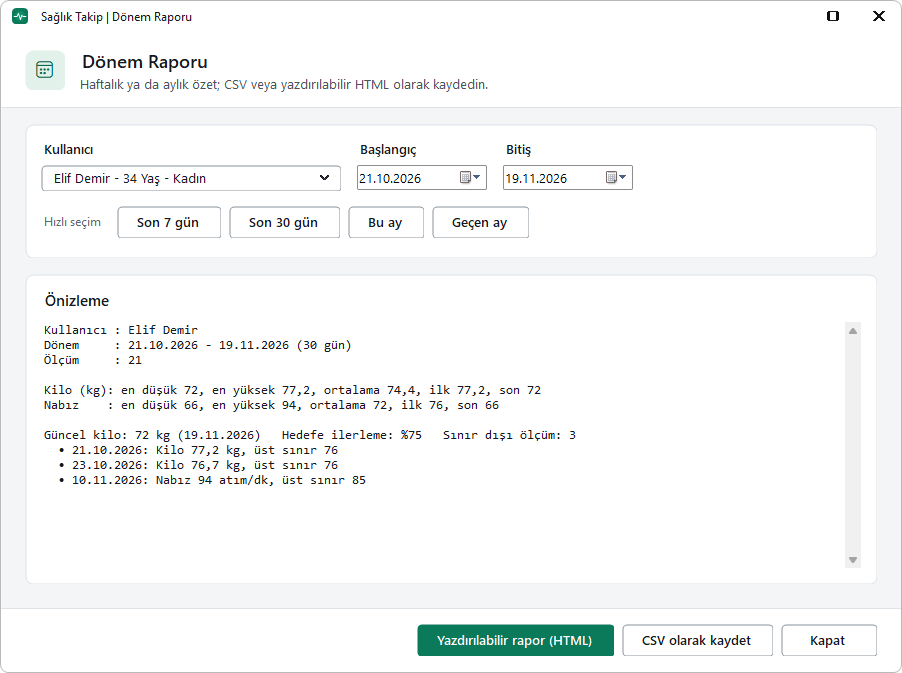 Sağlık Takip | Dönem Raporu
Dönem Raporu
Haftalık ya da aylık özet; CSV veya yazdırılabilir HTML olarak kaydedin.
Kullanıcı Başlangıç Bitiş
Elif Demir - 34 Yaş - Kadın 21.10.2026 19.11.2026
Hızlı seçim Son 7 gün Son 30 gün Bu ay Geçen ay
Önizleme
Kullanıcı : Elif Demir
Dönem : 21.10.2026 - 19.11.2026 (30 gün)
Ölçüm : 21
Kilo (kg): en düşük 72, en yüksek 77,2, ortalama 74,4, ilk 77,2, son 72
Nabız : en düşük 66, en yüksek 94, ortalama 72, ilk 76, son 66
Güncel kilo: 72 kg (19.11.2026) Hedefe ilerleme: %75 Sınır dışı ölçüm: 3
• 21.10.2026: Kilo 77,2 kg, üst sınır 76
• 23.10.2026: Kilo 76,7 kg, üst sınır 76
• 10.11.2026: Nabız 94 atım/dk, üst sınır 85
Yazdırılabilir rapor (HTML) CSV olarak kaydet Kapat